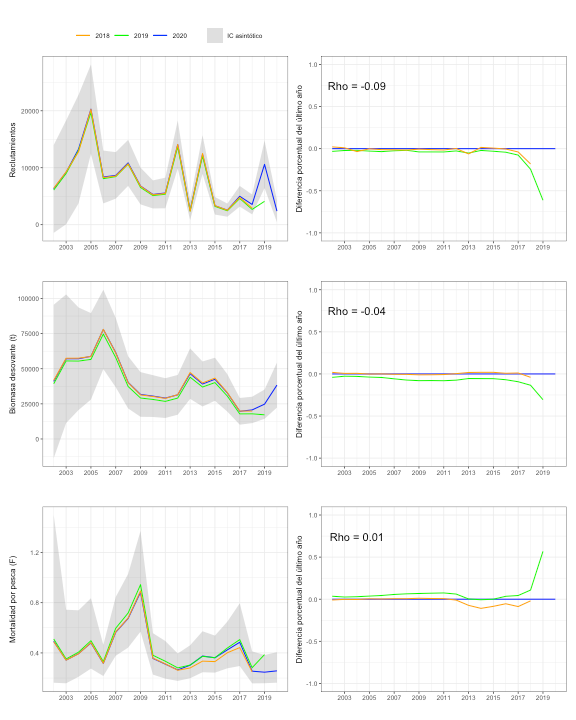 2018 2019 2020 IC asintótico
Reclutamientos
20000
10000
0
2003 2005 2007 2009 2011 2013 2015 2017 2019
Diferencia porcentual del último año
Rho = -0.09
1.0
0.5
0.0
-0.5
-1.0
2003 2005 2007 2009 2011 2013 2015 2017 2019
Biomasa desovante (t)
100000
75000
50000
25000
0
2003 2005 2007 2009 2011 2013 2015 2017 2019
Diferencia porcentual del último año
Rho = -0.04
1.0
0.5
0.0
-0.5
-1.0
2003 2005 2007 2009 2011 2013 2015 2017 2019
Mortalidad por pesca (F)
1.2
0.8
0.4
2003 2005 2007 2009 2011 2013 2015 2017 2019
Diferencia porcentual del último año
Rho = 0.01
1.0
0.5
0.0
-0.5
-1.0
2003 2005 2007 2009 2011 2013 2015 2017 2019